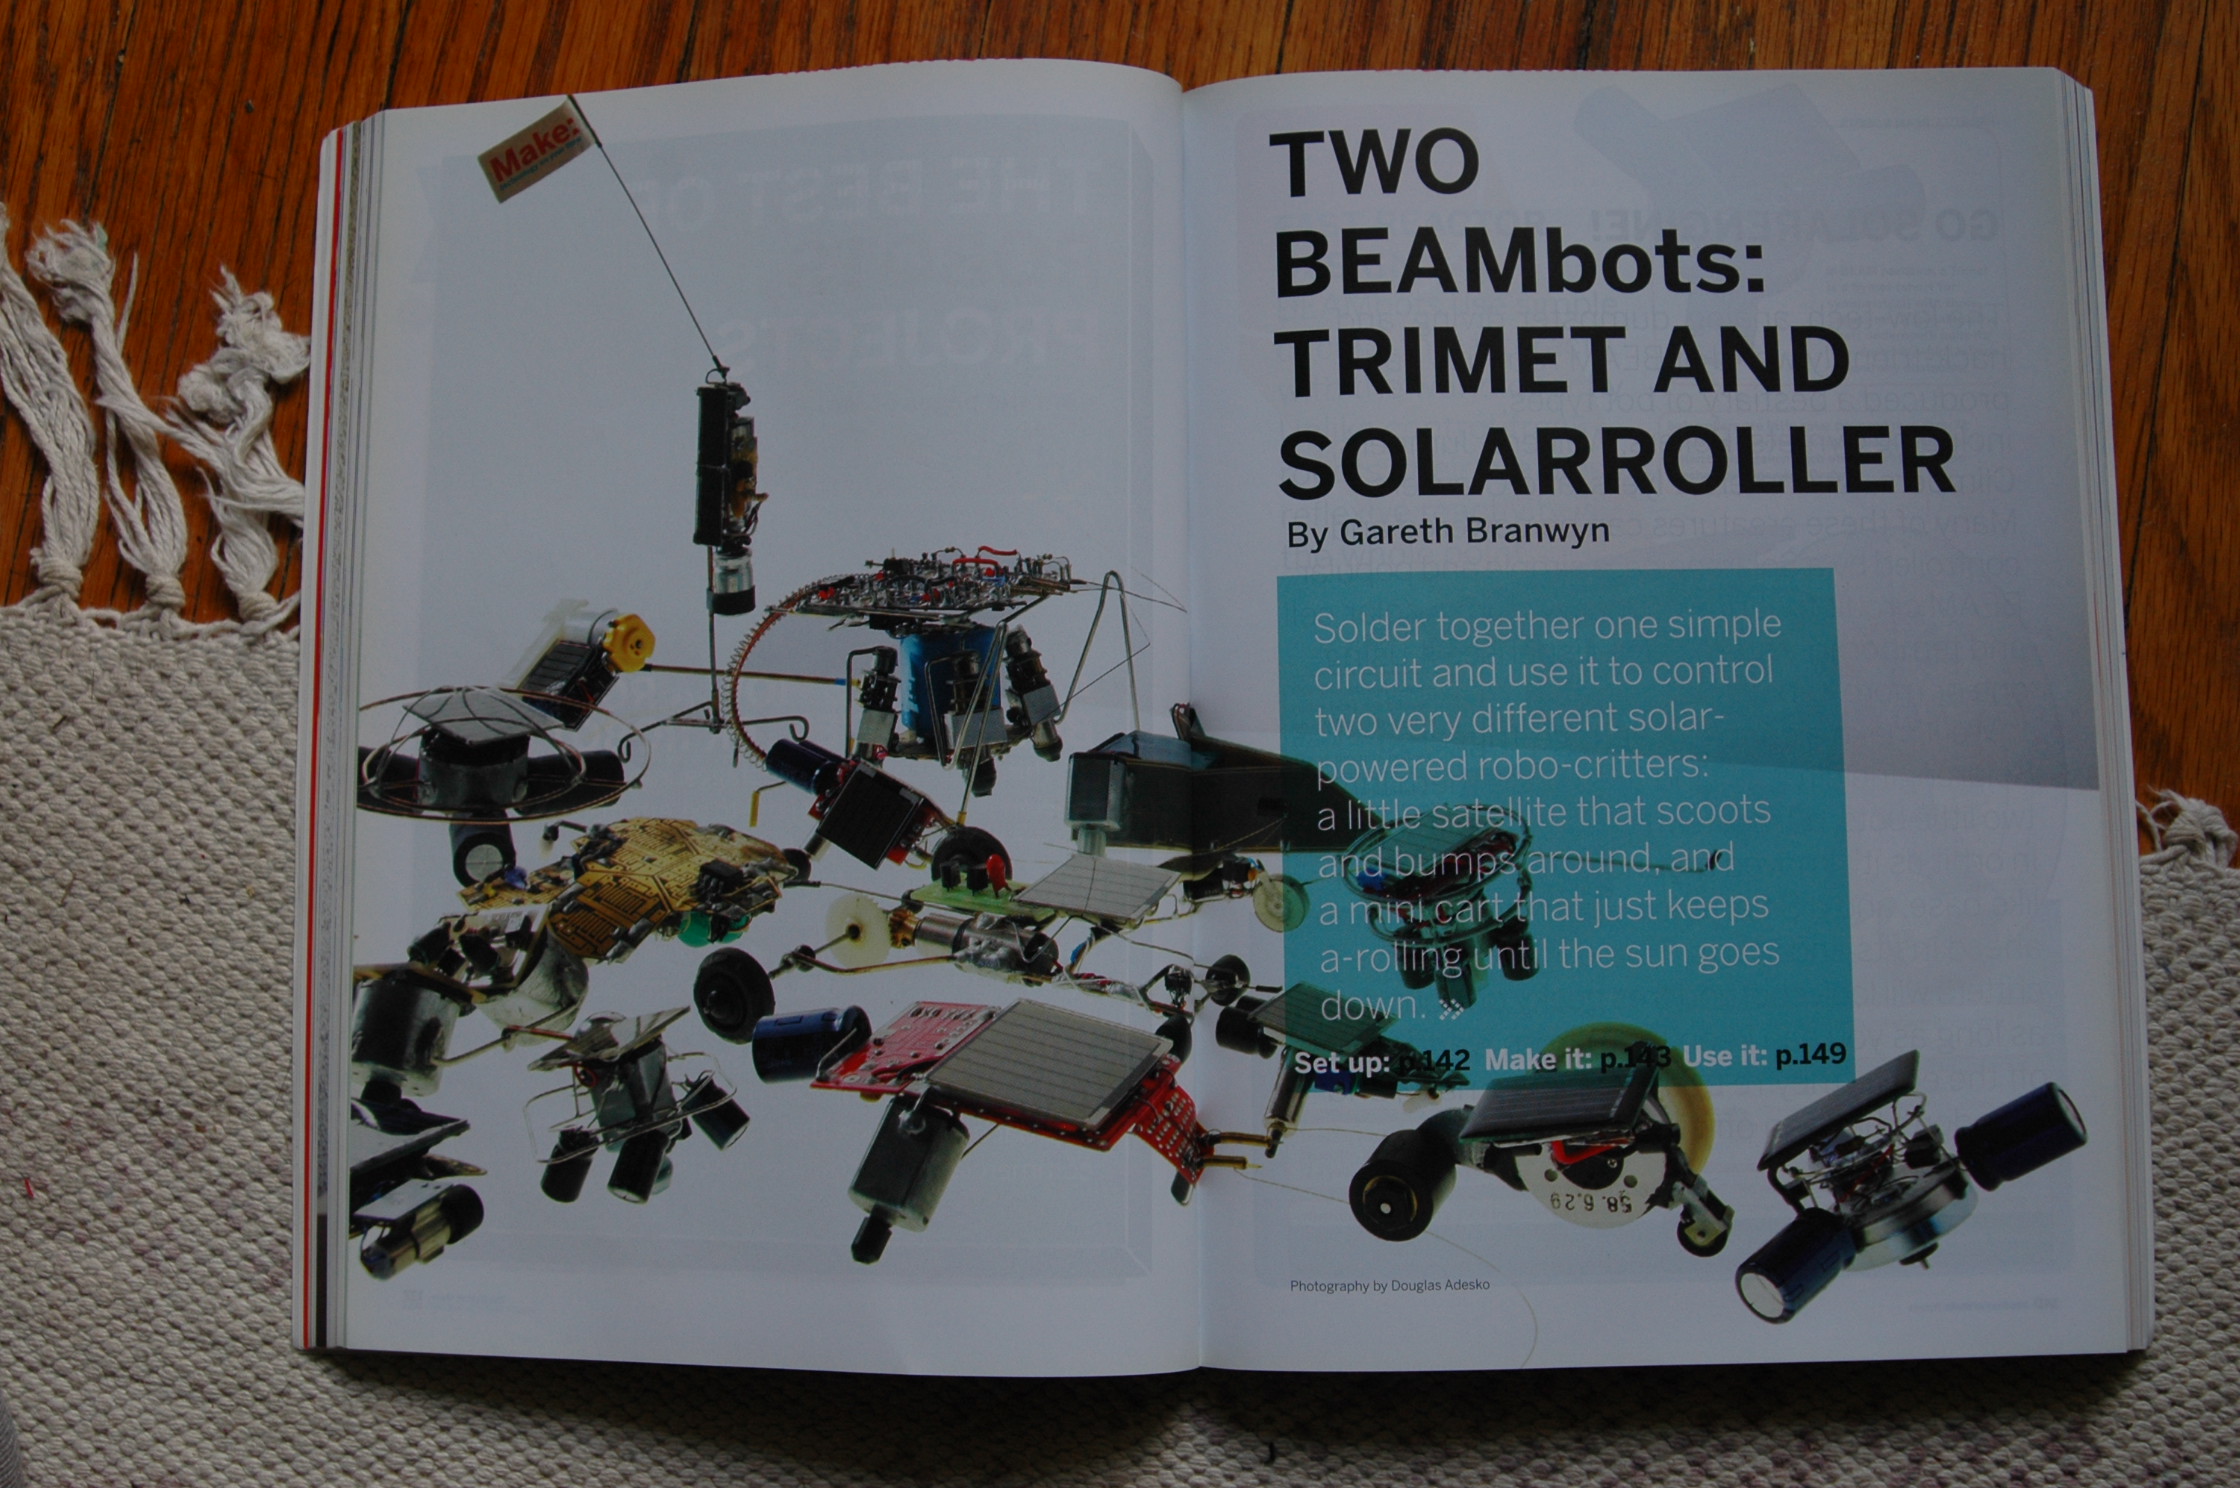 TWO
BEAMbots:
TRIMET AND
SOLARROLLER
By Gareth Branwyn
Solder together one simple
circuit and use it to control
two very different solar-
powered robo-critters:
a little satellite that scoots
and bumps around, and
a mini cart that just keeps
a-rolling until the sun goes
down. »
Set up: p.142 Make it: p.143 Use it: p.149
58.6.29
Photography by Douglas Adesko
Make: